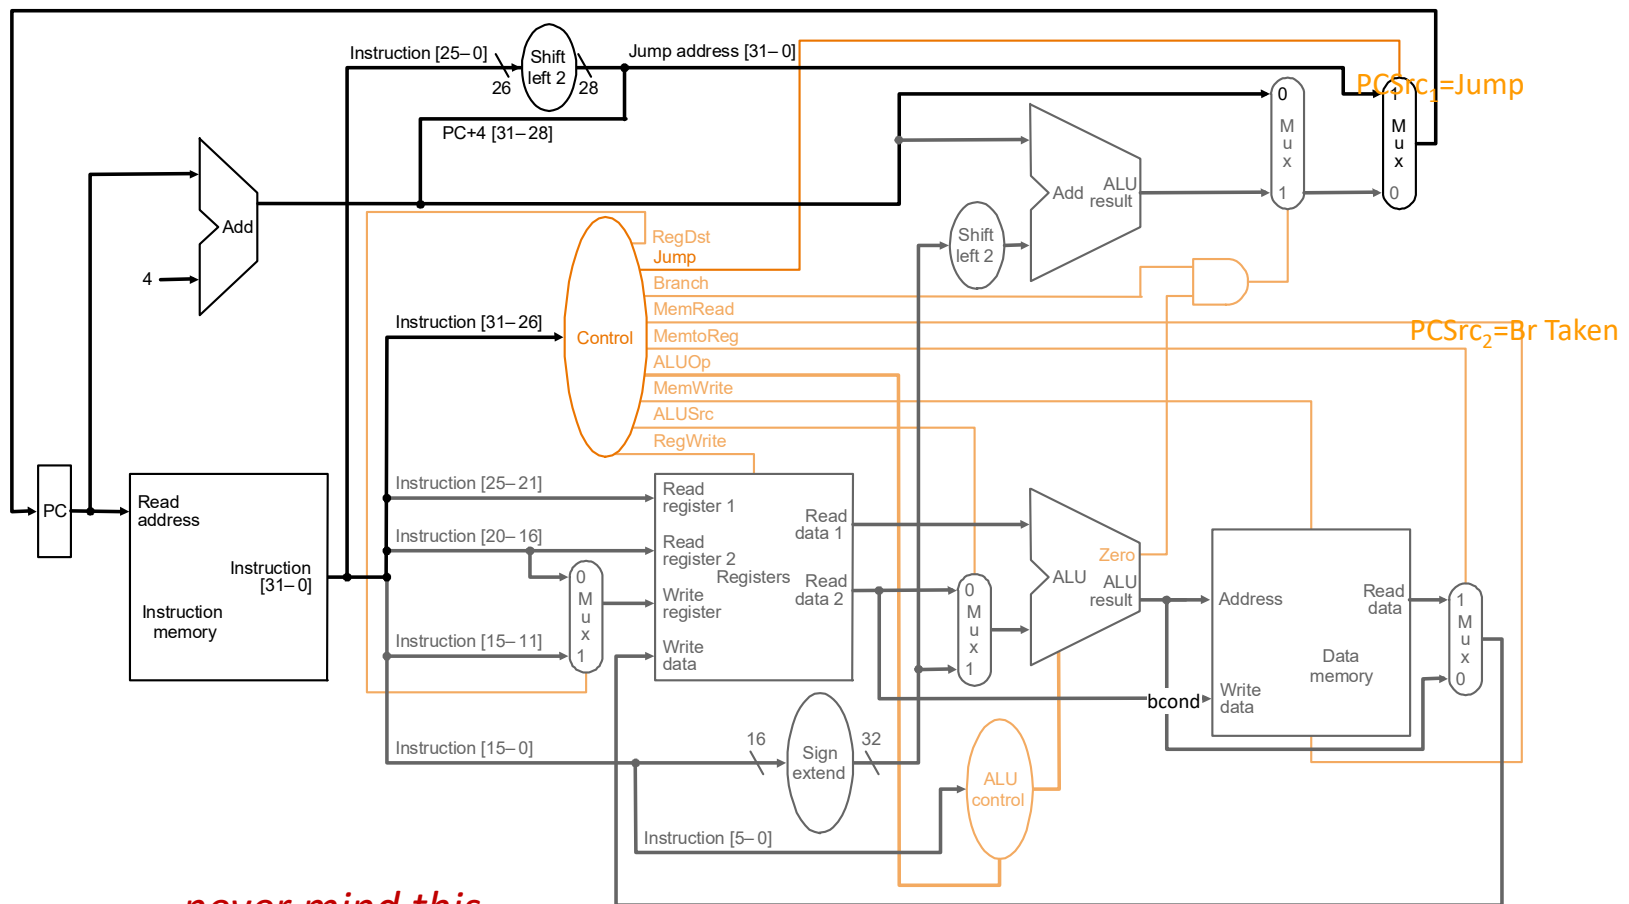 Instruction [25–0]
26
Shift
left 2
28
Jump address [31–0]
PC+4 [31–28]
PCSrc1=Jump
0
M
u
x
1
1
M
u
x
0
Add
ALU
result
Shift
left 2
Add
4
RegDst
Jump
Branch
MemRead
MemtoReg
ALUOp
MemWrite
ALUSrc
RegWrite
Control
Instruction [31–26]
PCSrc2=Br Taken
PC
Read
address
Instruction
[31–0]
Instruction
memory
Instruction [25–21]
Instruction [20–16]
Instruction [15–11]
0
M
u
x
1
Read
register 1
Read
register 2
Write
register
Write
data
Registers
Read
data 1
Read
data 2
0
M
u
x
1
Zero
ALU
ALU
result
Address
Write
data
Read
data
Data
memory
1
M
u
x
0
bcond
Instruction [15–0]
16
Sign
extend
32
ALU
control
Instruction [5–0]
never mind this